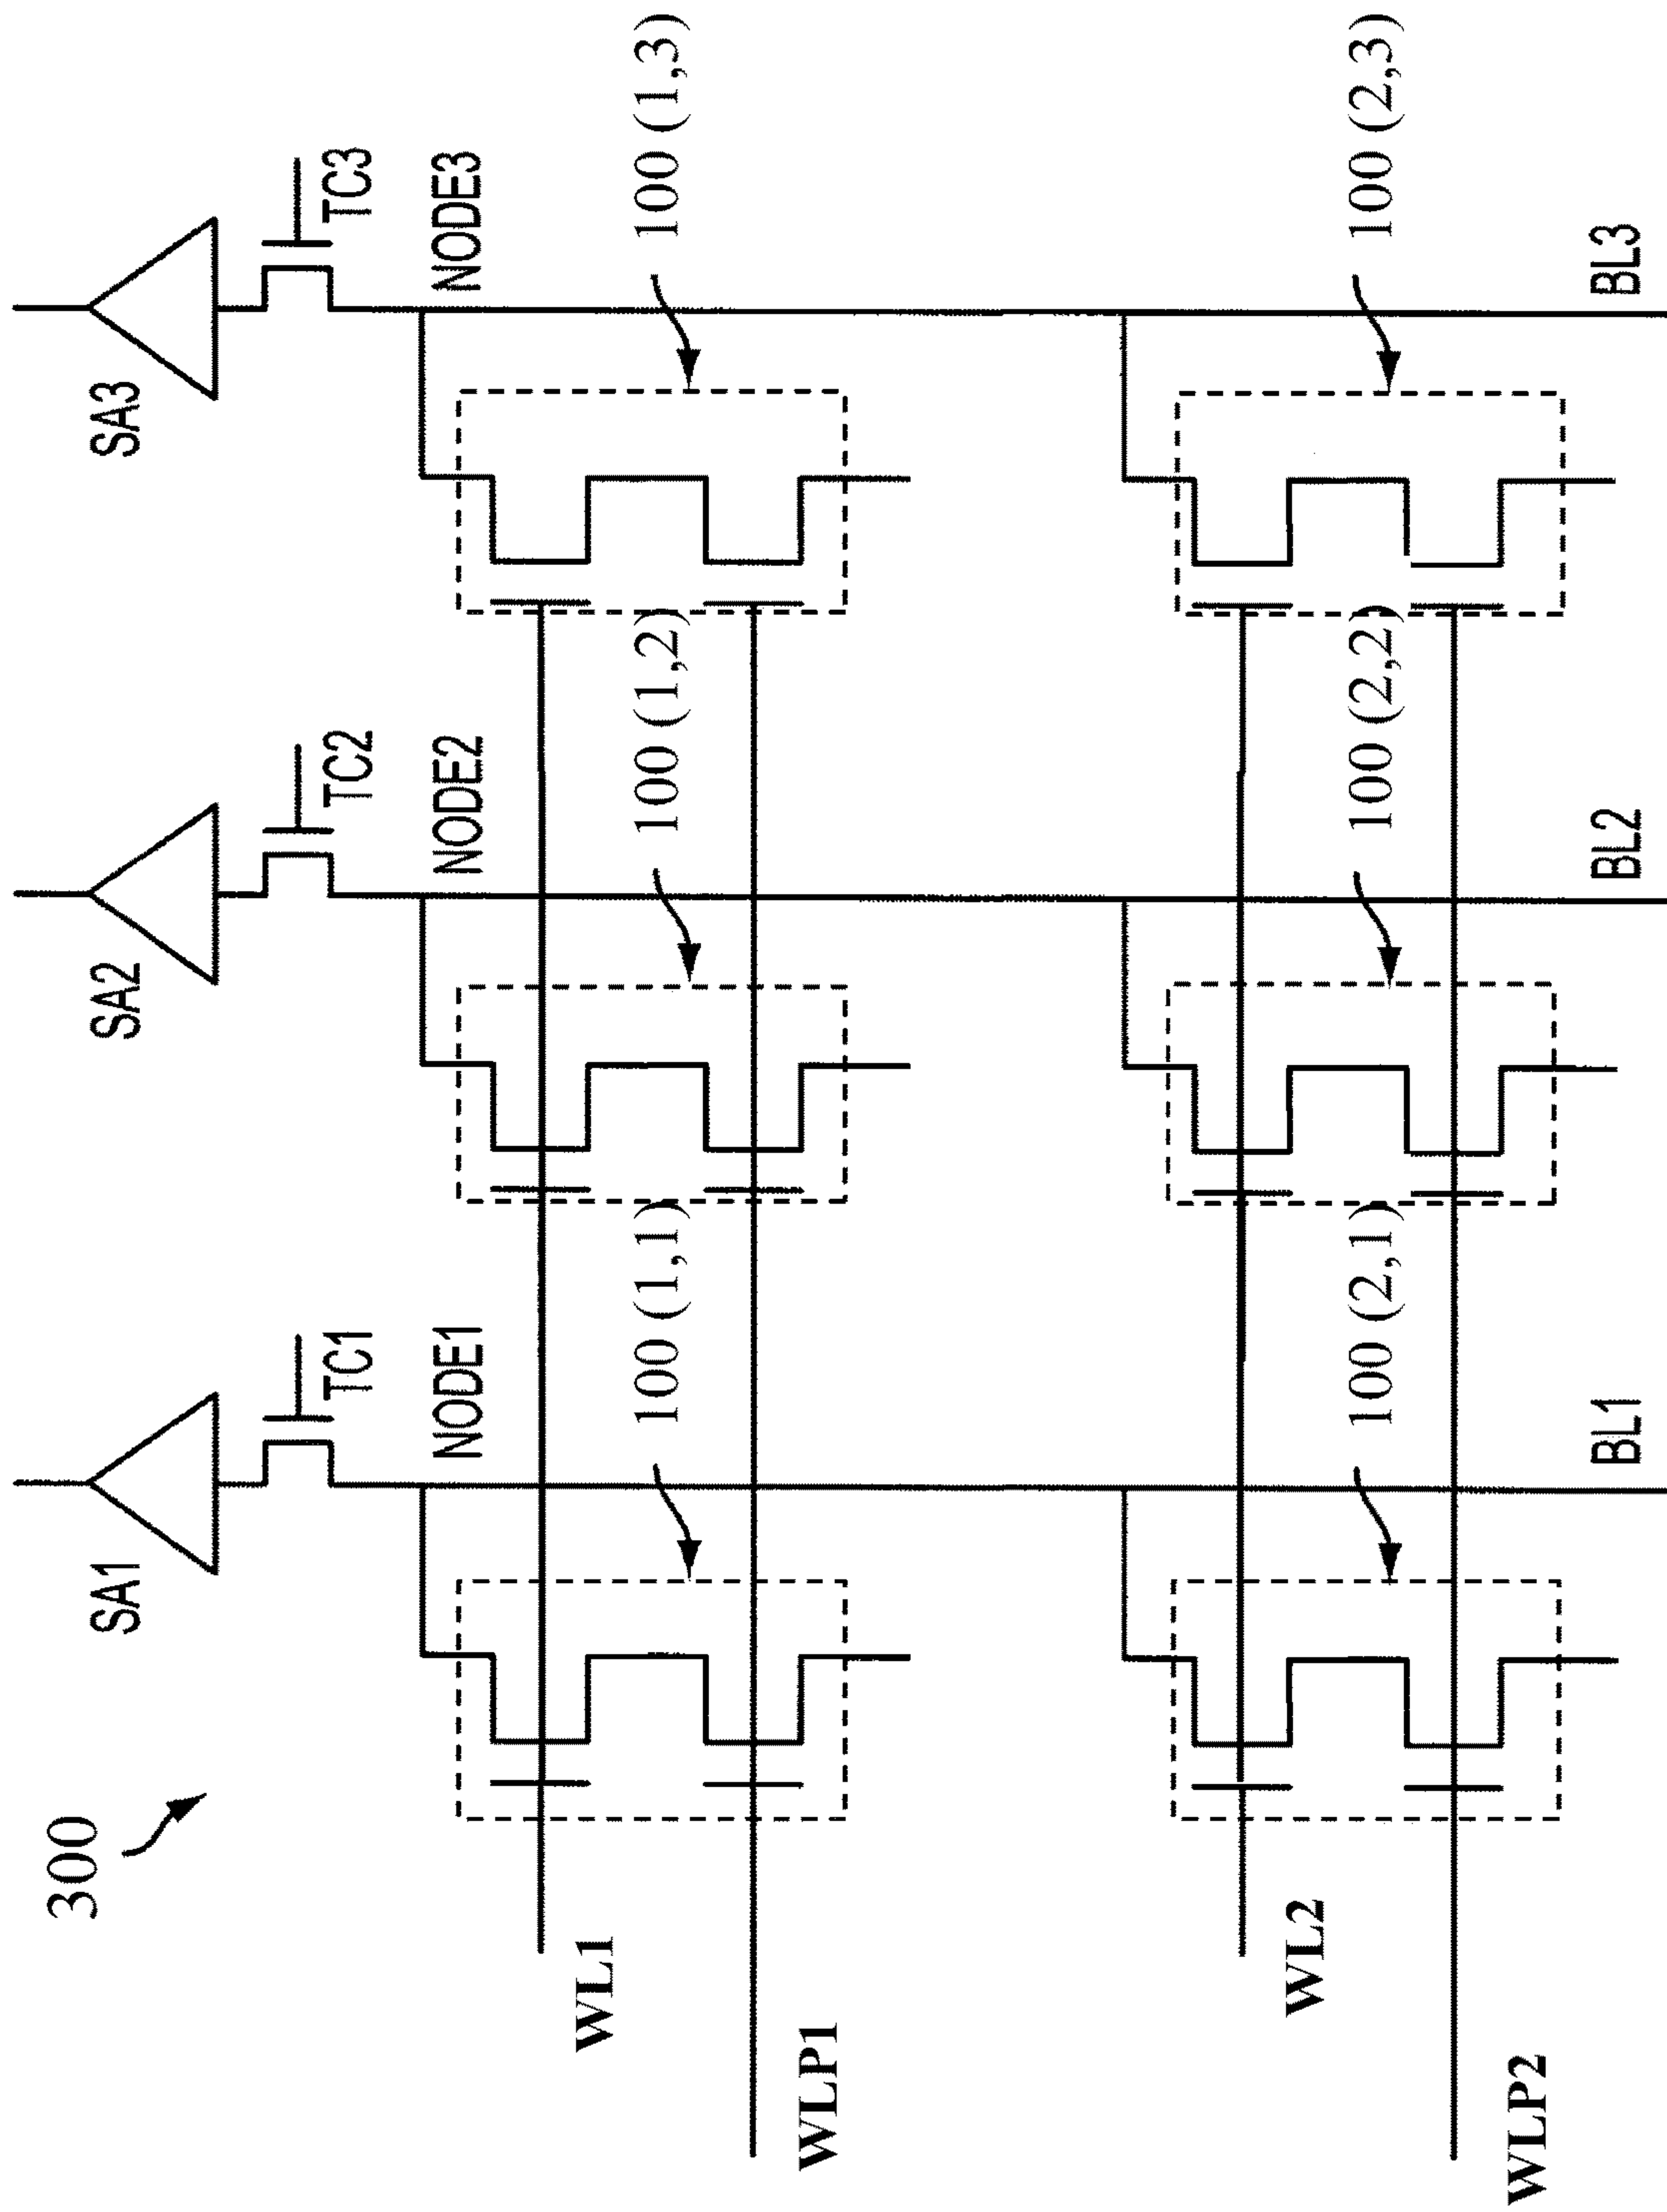 300
SA1
SA2
SA3
TC1
TC2
TC3
NODE1
NODE2
NODE3
WL1
100 (1,1)
100 (1,2)
100 (1,3)
WLP1
WL2
100 (2,1)
100 (2,2)
100 (2,3)
WLP2
BL1
BL2
BL3